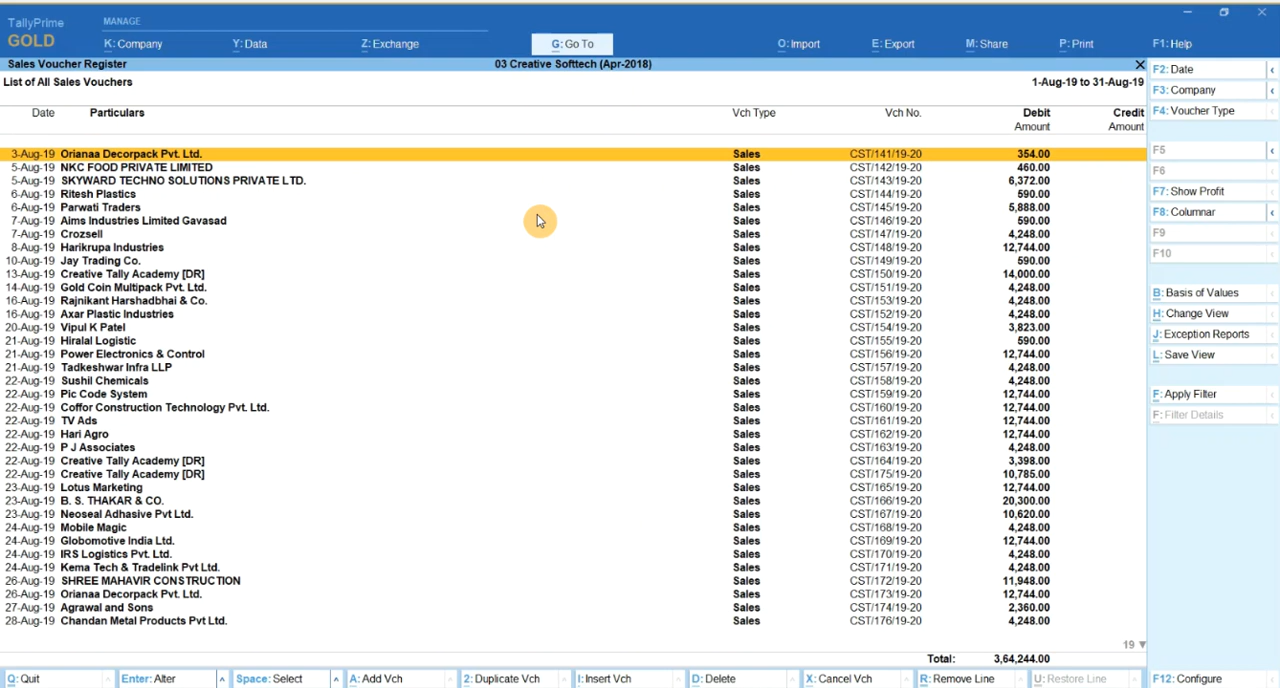 TallyPrime
GOLD
MANAGE
K: Company Y: Data Z: Exchange G: Go To O: Import E: Export M: Share P: Print F1: Help
Sales Voucher Register 03 Creative Softtech (Apr-2018)
List of All Sales Vouchers 1-Aug-19 to 31-Aug-19
Date Particulars Vch Type Vch No. Debit Credit
Amount Amount
3-Aug-19 Orianaa Decorpack Pvt. Ltd. Sales CST/141/19-20 354.00
5-Aug-19 NKC FOOD PRIVATE LIMITED Sales CST/142/19-20 460.00
5-Aug-19 SKYWARD TECHNO SOLUTIONS PRIVATE LTD. Sales CST/143/19-20 6,372.00
6-Aug-19 Ritesh Plastics Sales CST/144/19-20 590.00
6-Aug-19 Parwati Traders Sales CST/145/19-20 5,888.00
7-Aug-19 Aims Industries Limited Gavasad Sales CST/146/19-20 590.00
7-Aug-19 Crozsell Sales CST/147/19-20 4,248.00
8-Aug-19 Harikrupa Industries Sales CST/148/19-20 12,744.00
10-Aug-19 Jay Trading Co. Sales CST/149/19-20 590.00
13-Aug-19 Creative Tally Academy [DR] Sales CST/150/19-20 14,000.00
14-Aug-19 Gold Coin Multipack Pvt. Ltd. Sales CST/151/19-20 4,248.00
16-Aug-19 Rajnikant Harshadbhai & Co. Sales CST/153/19-20 4,248.00
16-Aug-19 Axar Plastic Industries Sales CST/152/19-20 4,248.00
20-Aug-19 Vipul K Patel Sales CST/154/19-20 3,823.00
21-Aug-19 Hiralal Logistic Sales CST/155/19-20 590.00
21-Aug-19 Power Electronics & Control Sales CST/156/19-20 12,744.00
21-Aug-19 Tadkeshwar Infra LLP Sales CST/157/19-20 4,248.00
22-Aug-19 Sushil Chemicals Sales CST/158/19-20 4,248.00
22-Aug-19 Pic Code System Sales CST/159/19-20 12,744.00
22-Aug-19 Coffor Construction Technology Pvt. Ltd. Sales CST/160/19-20 12,744.00
22-Aug-19 TV Ads Sales CST/161/19-20 12,744.00
22-Aug-19 Hari Agro Sales CST/162/19-20 12,744.00
22-Aug-19 P J Associates Sales CST/163/19-20 4,248.00
22-Aug-19 Creative Tally Academy [DR] Sales CST/164/19-20 3,398.00
22-Aug-19 Creative Tally Academy [DR] Sales CST/175/19-20 10,785.00
23-Aug-19 Lotus Marketing Sales CST/165/19-20 12,744.00
23-Aug-19 B. S. THAKAR & CO. Sales CST/166/19-20 20,300.00
23-Aug-19 Neoseal Adhasive Pvt Ltd. Sales CST/167/19-20 10,620.00
24-Aug-19 Mobile Magic Sales CST/168/19-20 4,248.00
24-Aug-19 Globomotive India Ltd. Sales CST/169/19-20 12,744.00
24-Aug-19 IRS Logistics Pvt. Ltd. Sales CST/170/19-20 4,248.00
24-Aug-19 Kema Tech & Tradelink Pvt Ltd. Sales CST/171/19-20 4,248.00
26-Aug-19 SHREE MAHAVIR CONSTRUCTION Sales CST/172/19-20 11,948.00
26-Aug-19 Orianaa Decorpack Pvt. Ltd. Sales CST/173/19-20 12,744.00
27-Aug-19 Agrawal and Sons Sales CST/174/19-20 2,360.00
28-Aug-19 Chandan Metal Products Pvt Ltd. Sales CST/176/19-20 4,248.00
19
Total: 3,64,244.00
F2: Date
F3: Company
F4: Voucher Type
F5
F6
F7: Show Profit
F8: Columnar
F9
F10
B: Basis of Values
H: Change View
J: Exception Reports
L: Save View
F: Apply Filter
F: Filter Details
Q: Quit Enter: Alter Space: Select A: Add Vch 2: Duplicate Vch I: Insert Vch D: Delete X: Cancel Vch R: Remove Line U: Restore Line F12: Configure